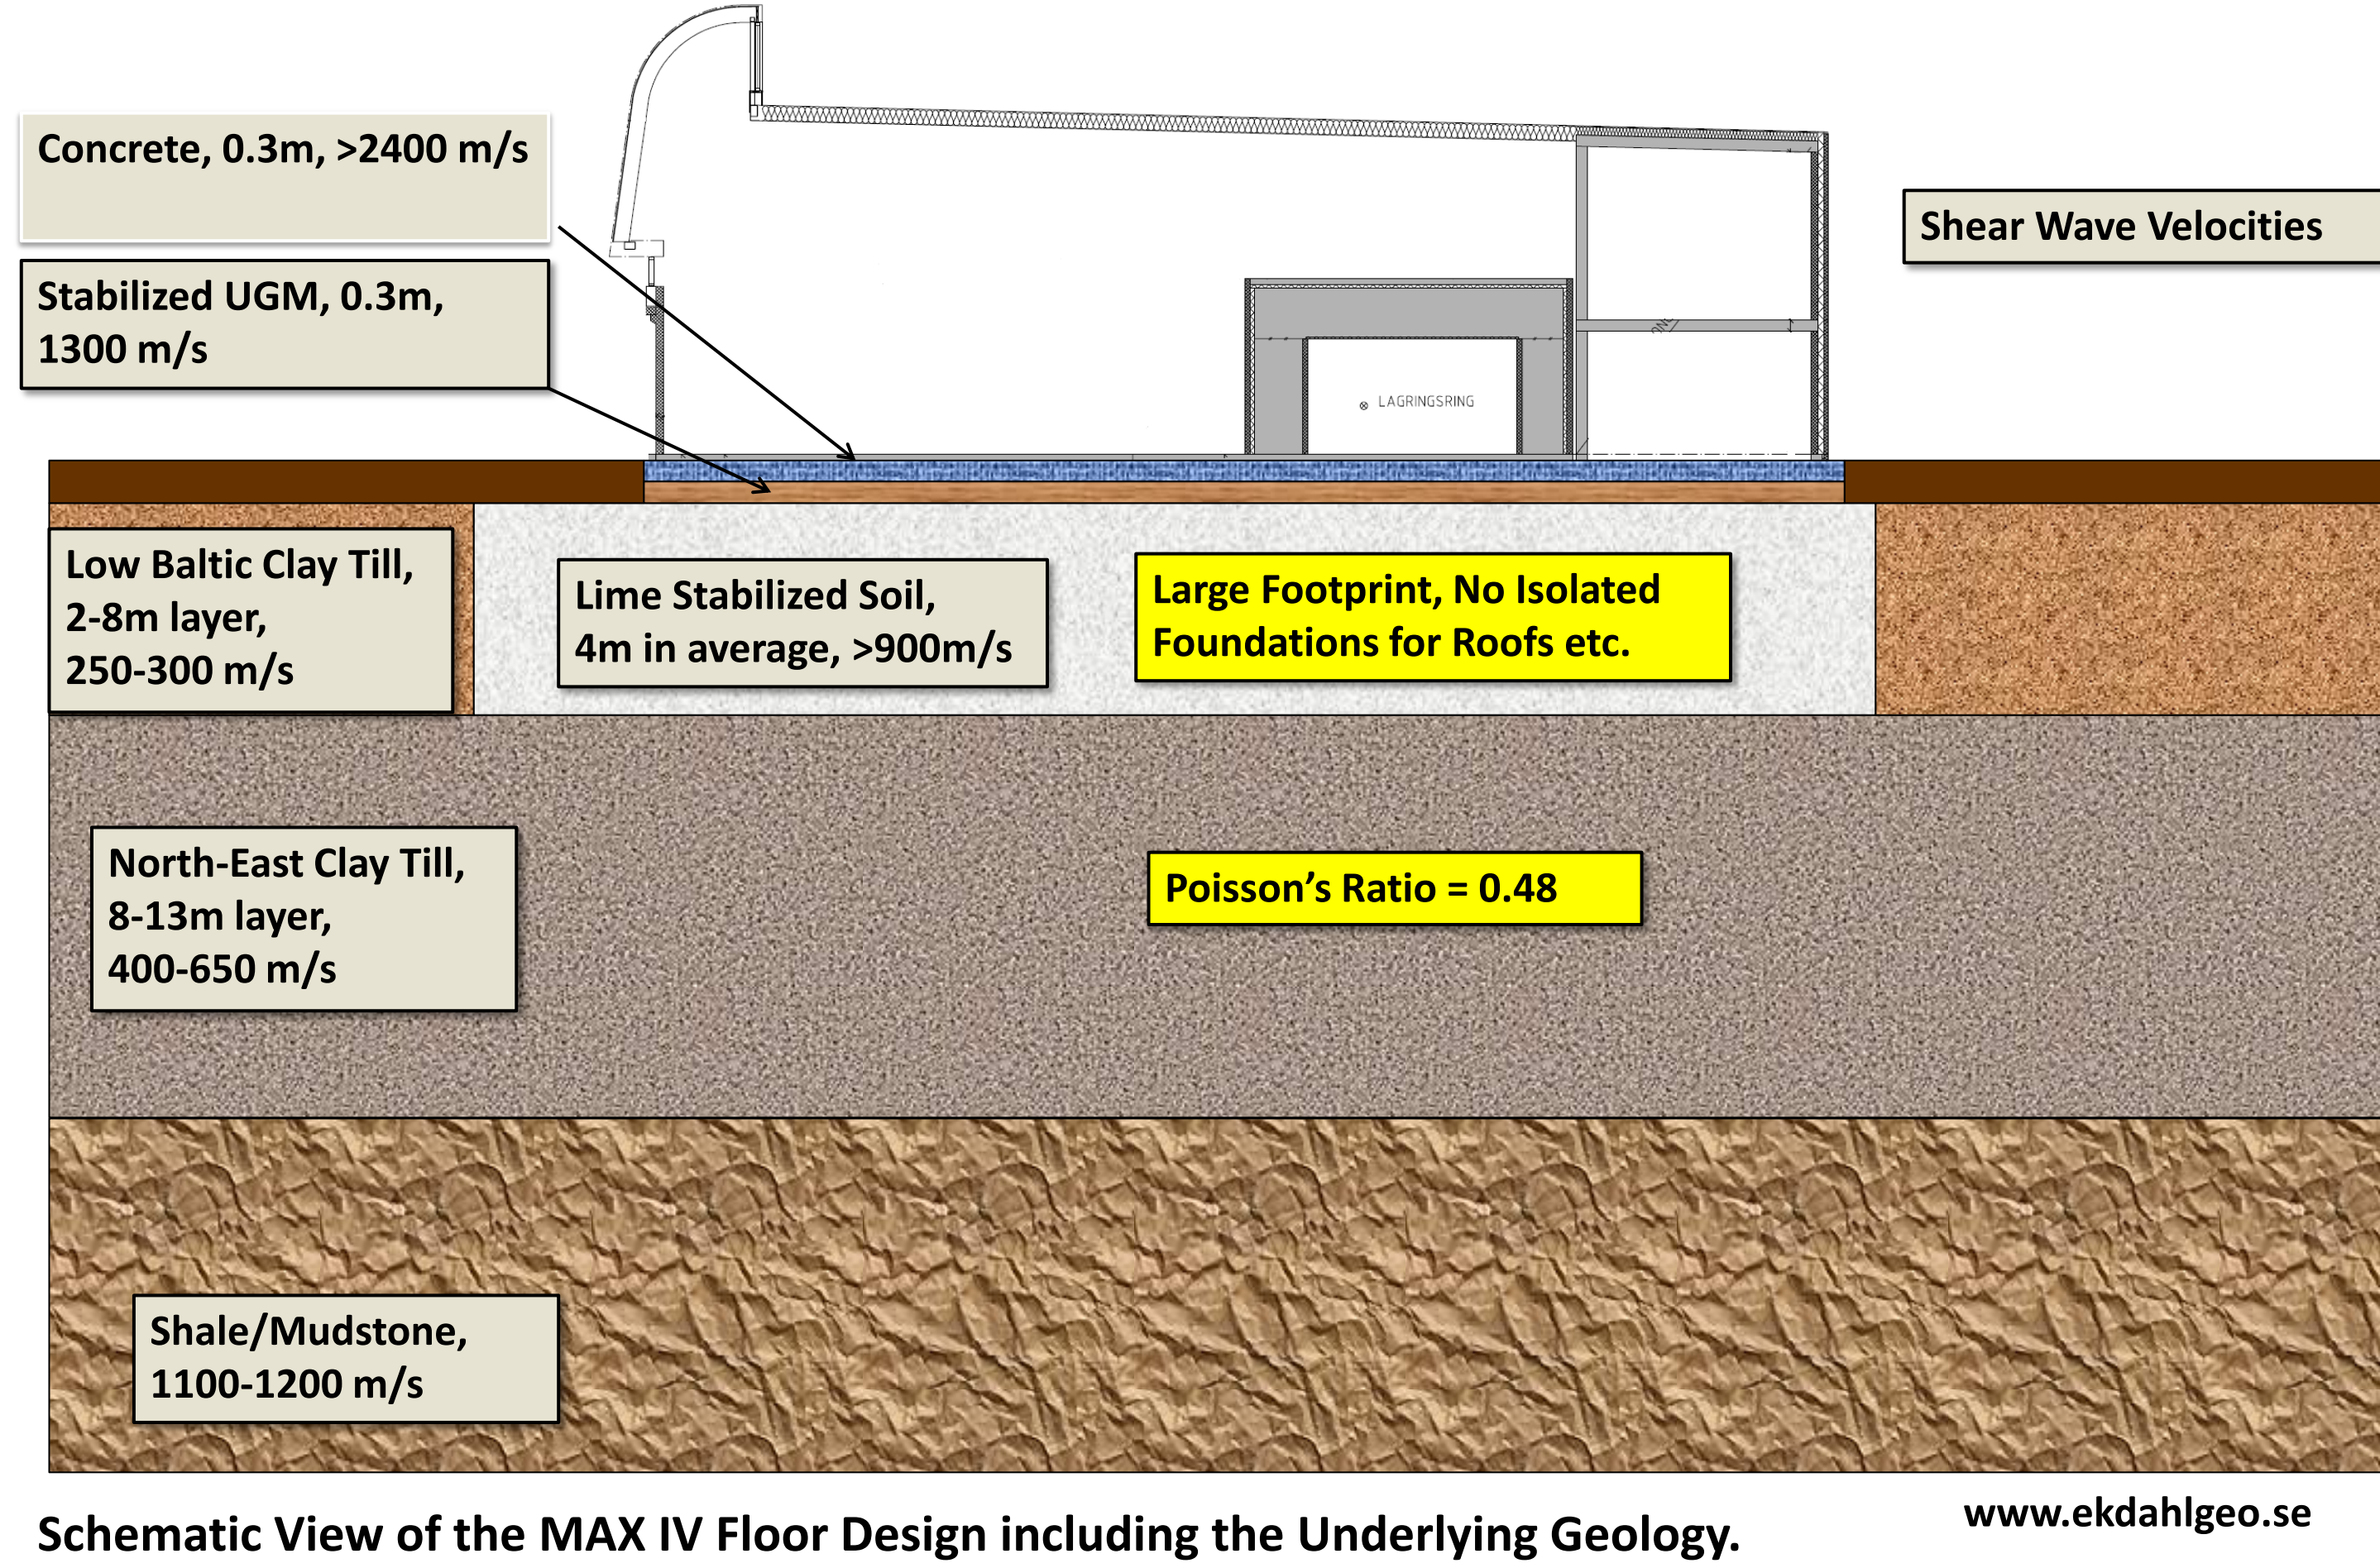 Concrete, 0.3m, >2400 m/s
Stabilized UGM, 0.3m,
1300 m/s
Shear Wave Velocities
LAGRINGSRING
Low Baltic Clay Till,
2-8m layer,
250-300 m/s
Lime Stabilized Soil,
4m in average, >900m/s
Large Footprint, No Isolated
Foundations for Roofs etc.
North-East Clay Till,
8-13m layer,
400-650 m/s
Poisson’s Ratio = 0.48
Shale/Mudstone,
1100-1200 m/s
Schematic View of the MAX IV Floor Design including the Underlying Geology.
www.ekdahlgeo.se